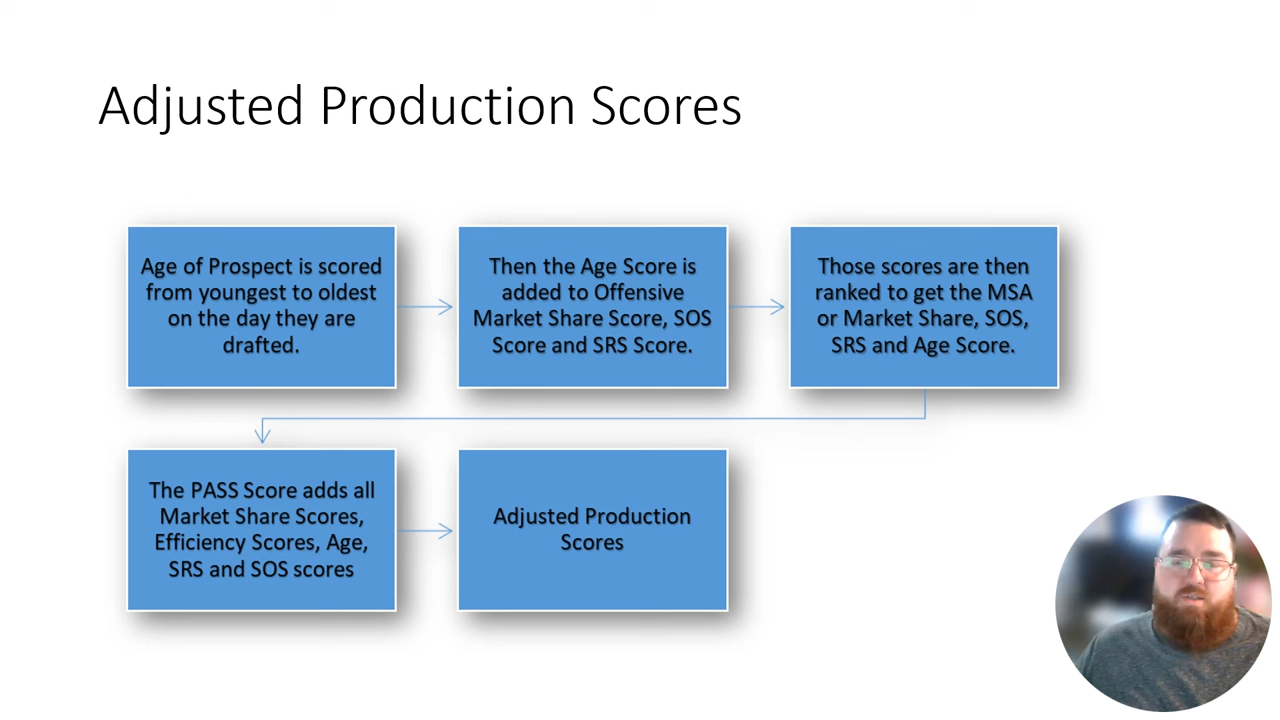 Adjusted Production Scores
Age of Prospect is scored
from youngest to oldest
on the day they are
drafted.
Then the Age Score is
added to Offensive
Market Share Score, SOS
Score and SRS Score.
Those scores are then
ranked to get the MSA
or Market Share, SOS,
SRS and Age Score.
The PASS Score adds all
Market Share Scores,
Efficiency Scores, Age,
SRS and SOS scores
Adjusted Production
Scores